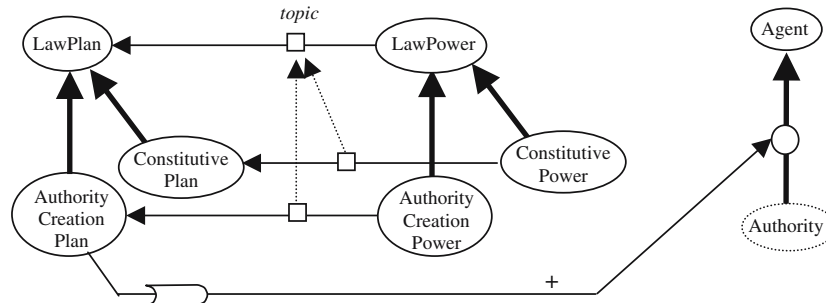 topic
LawPlan
LawPower
Agent
Constitutive
Plan
Constitutive
Power
Authority
Creation
Plan
Authority
Creation
Power
Authority
+